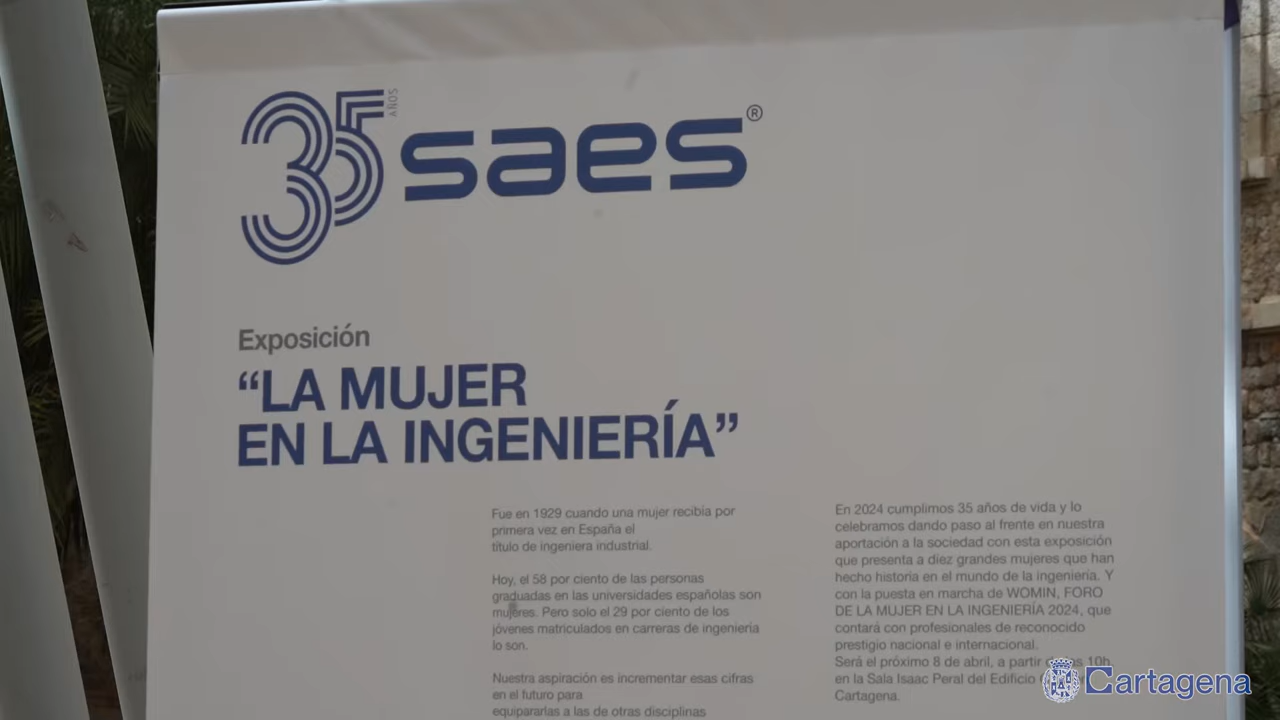 35 AÑOS saes®
Exposición
“LA MUJER
EN LA INGENIERÍA”
Fue en 1929 cuando una mujer recibía por
primera vez en España el
título de ingeniera industrial.
Hoy, el 58 por ciento de las personas
graduadas en las universidades españolas son
mujeres. Pero solo el 29 por ciento de los
jóvenes matriculados en carreras de ingeniería
lo son.
Nuestra aspiración es incrementar esas cifras
en el futuro para
equipararlas a las de otras disciplinas
En 2024 cumplimos 35 años de vida y lo
celebramos dando paso al frente en nuestra
aportación a la sociedad con esta exposición
que presenta a diez grandes mujeres que han
hecho historia en el mundo de la ingeniería. Y
con la puesta en marcha de WOMIN, FORO
DE LA MUJER EN LA INGENIERÍA 2024, que
contará con profesionales de reconocido
prestigio nacional e internacional.
Será el próximo 8 de abril, a partir 10h
en la Sala Isaac Peral del Edificio
Cartagena.
Cartagena